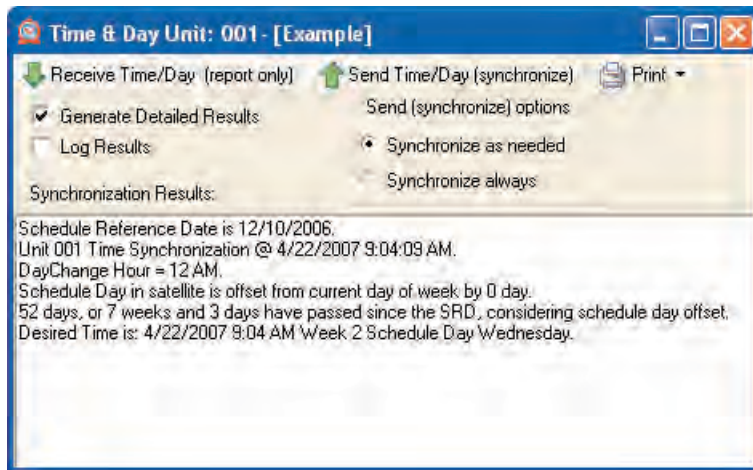 Time & Day Unit: 001 - [Example]
Receive Time/Day (report only) Send Time/Day (synchronize) Print
Generate Detailed Results Send (synchronize) options
Log Results Synchronize as needed
Synchronize always
Synchronization Results:
Schedule Reference Date is 12/10/2006.
Unit 001 Time Synchronization @ 4/22/2007 9:04:09 AM.
DayChange Hour = 12 AM.
Schedule Day in satellite is offset from current day of week by 0 day.
52 days, or 7 weeks and 3 days have passed since the SRD, considering schedule day offset.
Desired Time is: 4/22/2007 9:04 AM Week 2 Schedule Day Wednesday.